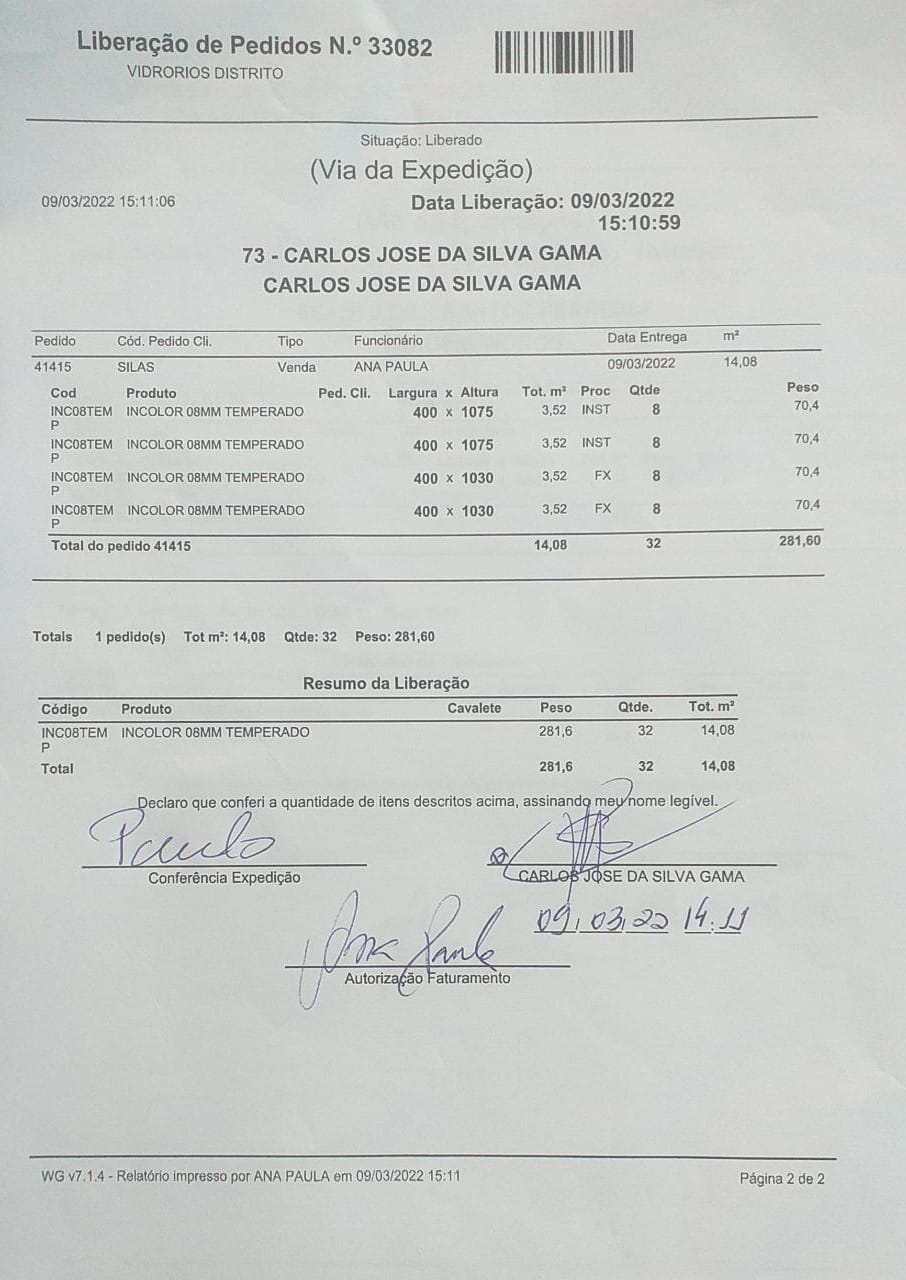 Liberação de Pedidos N.º 33082
VIDRORIOS DISTRITO
Situação: Liberado
(Via da Expedição)
09/03/2022 15:11:06 Data Liberação: 09/03/2022
15:10:59
73 - CARLOS JOSE DA SILVA GAMA
CARLOS JOSE DA SILVA GAMA
Pedido Cód. Pedido Cli. Tipo Funcionário Data Entrega m²
41415 SILAS Venda ANA PAULA 09/03/2022 14,08
Cod Produto Ped. Cli. Largura x Altura Tot. m² Proc Qtde Peso
INC08TEM INCOLOR 08MM TEMPERADO 400 x 1075 3,52 INST 8 70,4
P
INC08TEM INCOLOR 08MM TEMPERADO 400 x 1075 3,52 INST 8 70,4
P
INC08TEM INCOLOR 08MM TEMPERADO 400 x 1030 3,52 FX 8 70,4
P
INC08TEM INCOLOR 08MM TEMPERADO 400 x 1030 3,52 FX 8 70,4
P
Total do pedido 41415 14,08 32 281,60
Totais 1 pedido(s) Tot m²: 14,08 Qtde: 32 Peso: 281,60
Resumo da Liberação
Código Produto Cavalete Peso Qtde. Tot. m²
INC08TEM INCOLOR 08MM TEMPERADO 281,6 32 14,08
P
Total 281,6 32 14,08
Declaro que conferi a quantidade de itens descritos acima, assinando meu nome legível.
Paulo
Conferência Expedição CARLOS JOSE DA SILVA GAMA
09,03,22 14:11
Ana Paula
Autorização Faturamento
WG v7.1.4 - Relatório impresso por ANA PAULA em 09/03/2022 15:11 Página 2 de 2